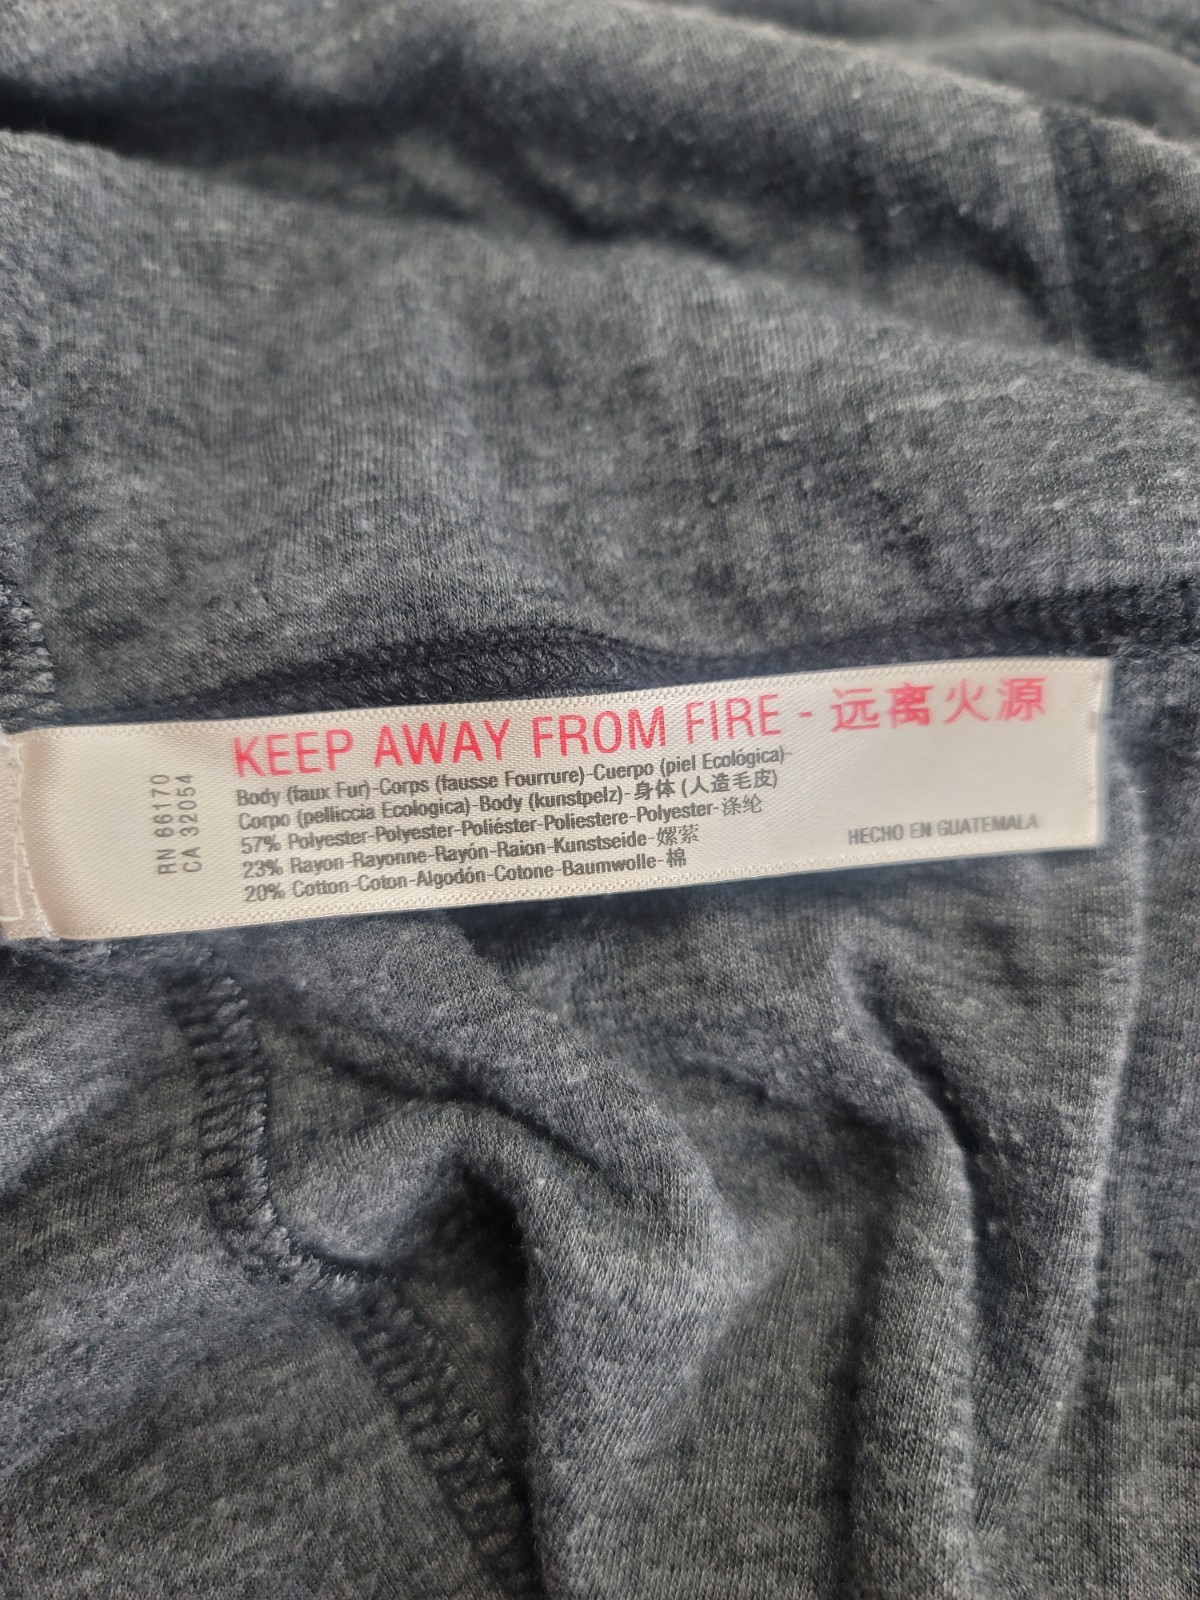 KEEP AWAY FROM FIRE - 远离火源
Body (faux Fur)-Corps (fausse Fourrure)-Cuerpo (piel Ecológica)-
Corpo (pelliccia Ecologica)-Body (kunstpelz)-身体 (人造毛皮)
57% Polyester-Polyester-Poliéster-Poliestere-Polyester-涤纶
23% Rayon-Rayonne-Rayón-Raion-Kunstseide-嫘萦
20% Cotton-Coton-Algodón-Cotone-Baumwolle-棉
HECHO EN GUATEMALA
RN 66170
CA 32054